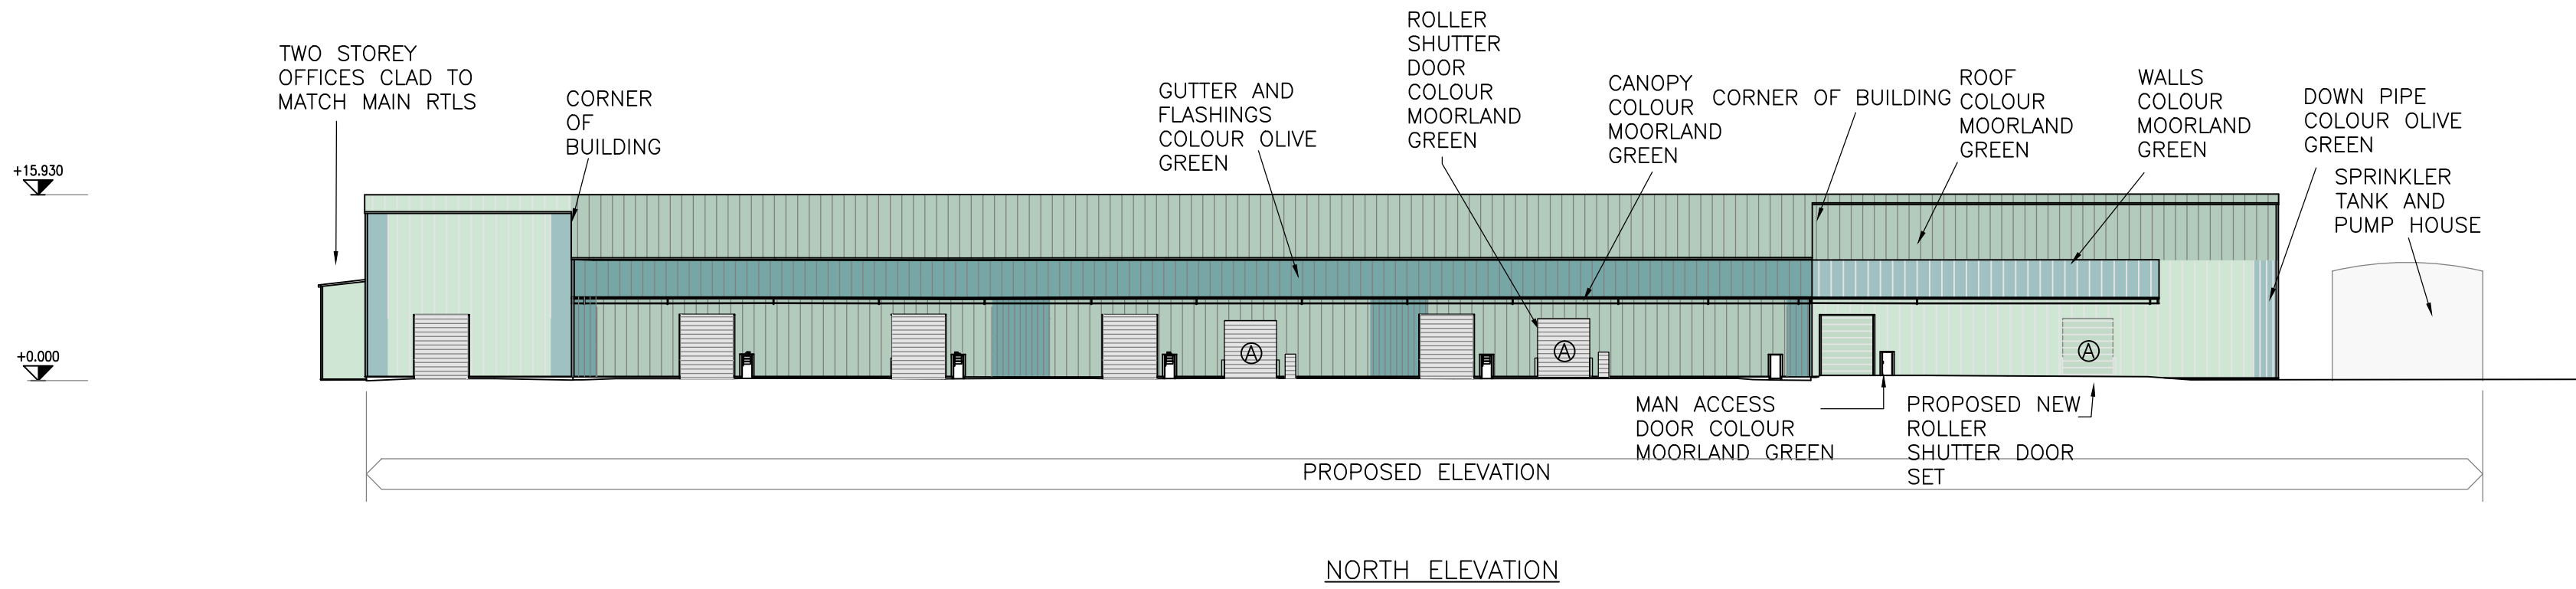 TWO STOREY
OFFICES CLAD TO
MATCH MAIN RTLS
CORNER
OF
BUILDING
GUTTER AND
FLASHINGS
COLOUR OLIVE
GREEN
ROLLER
SHUTTER
DOOR
COLOUR
MOORLAND
GREEN
CANOPY
COLOUR
MOORLAND
GREEN
CORNER OF BUILDING
ROOF
COLOUR
MOORLAND
GREEN
WALLS
COLOUR
MOORLAND
GREEN
DOWN PIPE
COLOUR OLIVE
GREEN
SPRINKLER
TANK AND
PUMP HOUSE
+15.930
+0.000
A
A
A
MAN ACCESS
DOOR COLOUR
MOORLAND GREEN
PROPOSED NEW
ROLLER
SHUTTER DOOR
SET
PROPOSED ELEVATION
NORTH ELEVATION